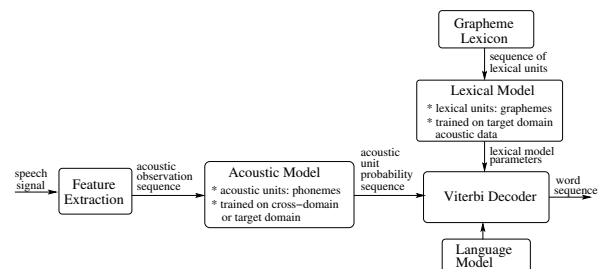 Grapheme
Lexicon
sequence of
lexical units
Lexical Model
* lexical units: graphemes
* trained on target domain
acoustic data
lexical model
parameters
speech
signal
Feature
Extraction
acoustic
observation
sequence
Acoustic Model
* acoustic units: phonemes
* trained on cross-domain
or target domain
acoustic
unit
probability
sequence
Viterbi Decoder
word
sequence
Language
Model